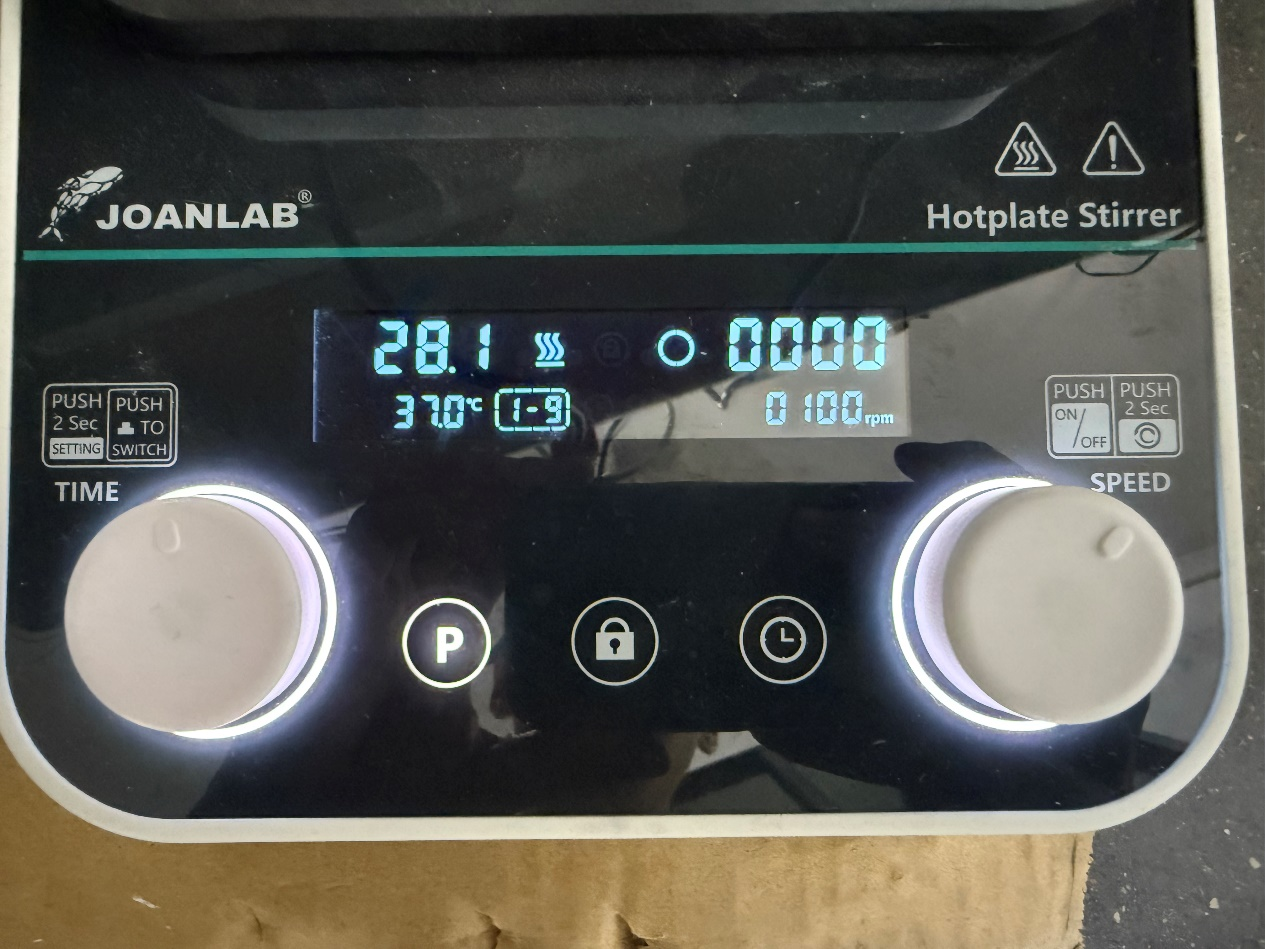 JOANLAB®
Hotplate Stirrer
28.1 0000
37.0℃ 1-9 0100rpm
PUSH
2 Sec
SETTING
PUSH
TO
SWITCH
TIME
PUSH
ON/OFF
PUSH
2 Sec
SPEED
P